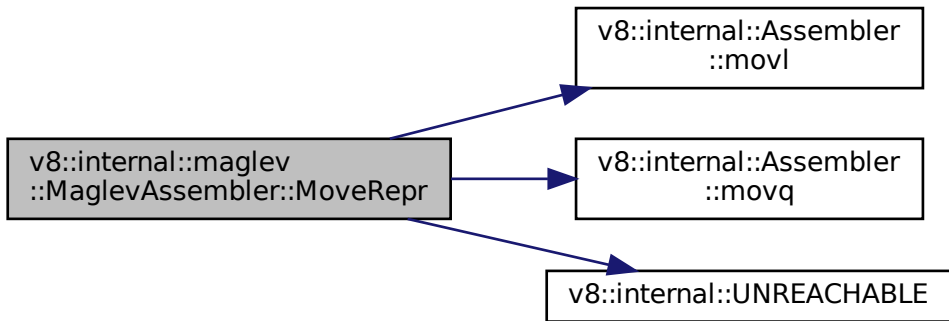 v8::internal::Assembler
::movl
v8::internal::maglev
::MaglevAssembler::MoveRepr
v8::internal::Assembler
::movq
v8::internal::UNREACHABLE